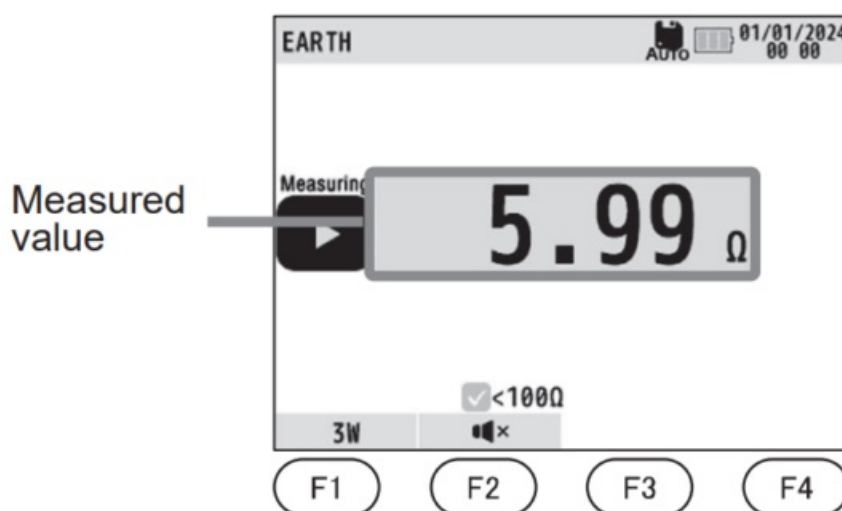 EARTH
AUTO
01/01/2024
00 00
Measuring
Measured
value
5.99 Ω
<100Ω
3W
×
F1
F2
F3
F4